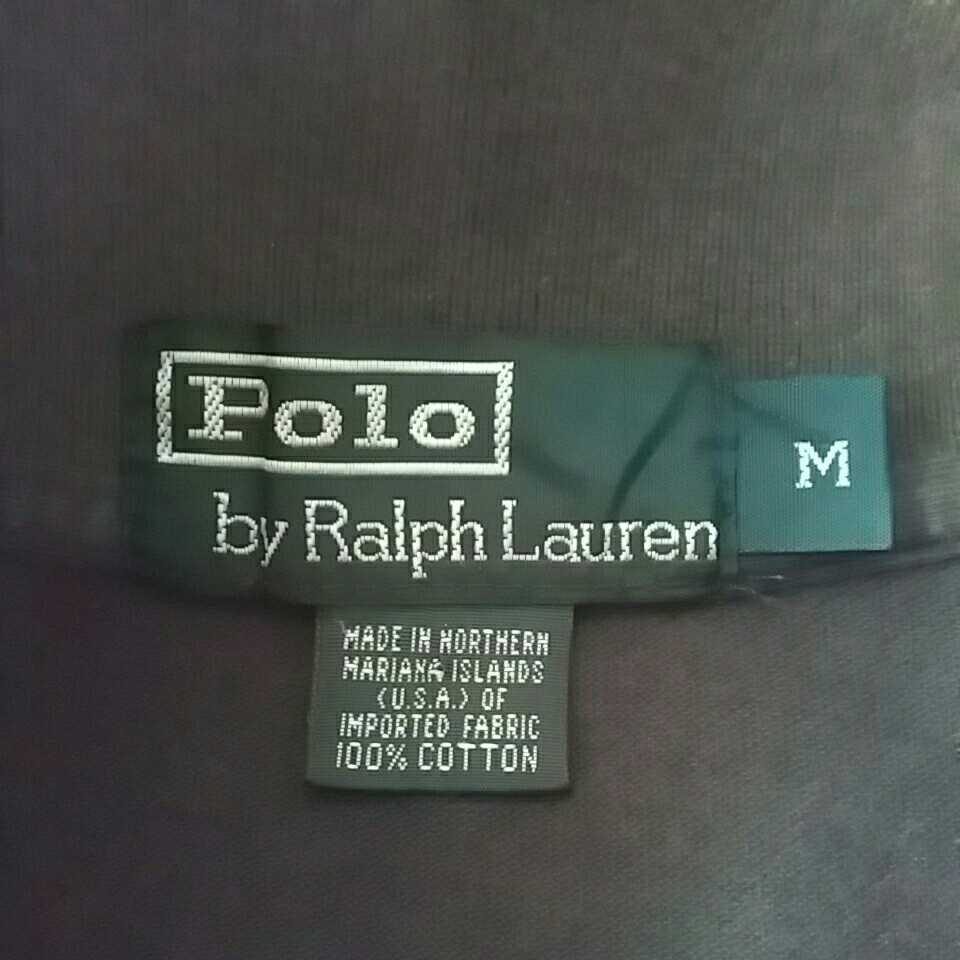 Polo
by Ralph Lauren
M
MADE IN NORTHERN
MARIANA ISLANDS
(U.S.A.) OF
IMPORTED FABRIC
100% COTTON